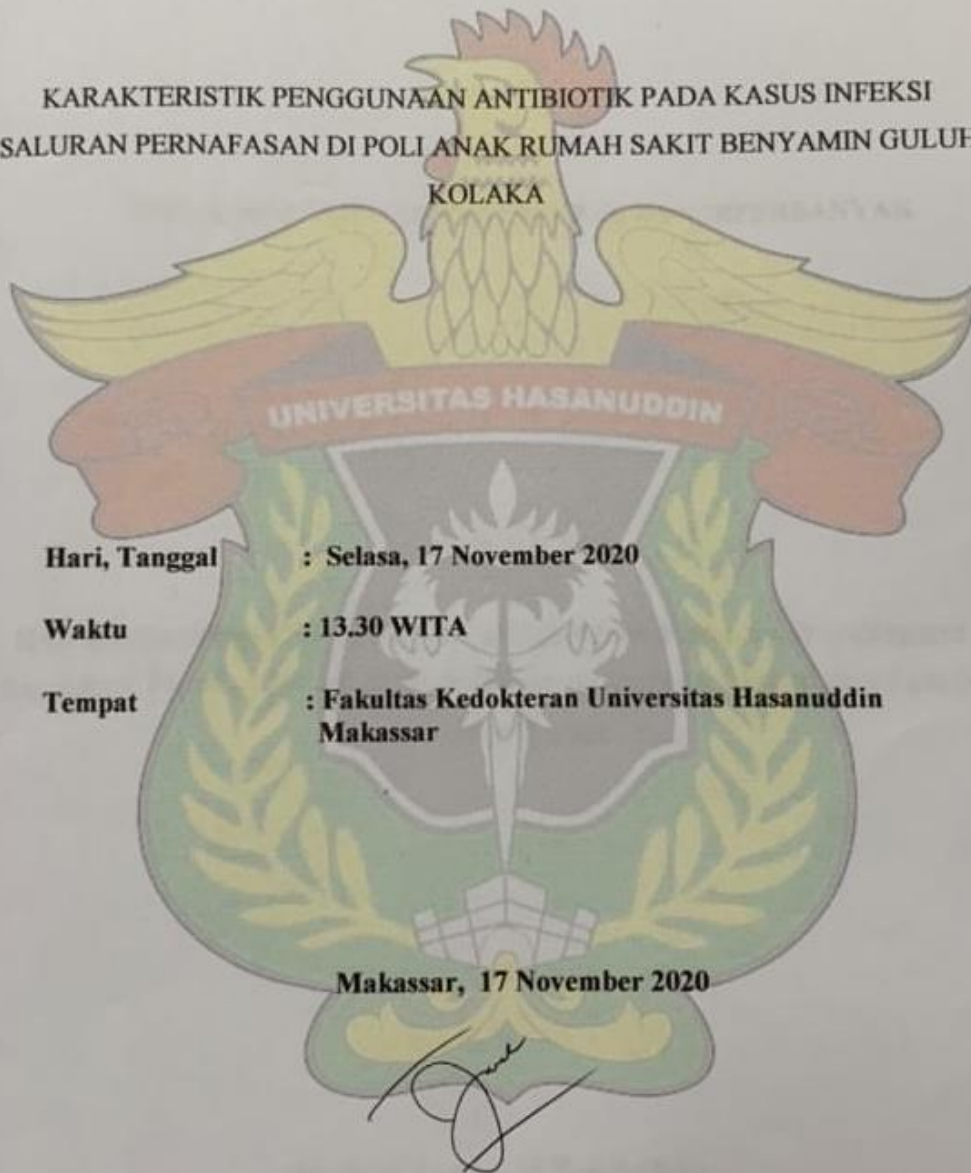 KARAKTERISTIK PENGGUNAAN ANTIBIOTIK PADA KASUS INFEKSI
SALURAN PERNAFASAN DI POLI ANAK RUMAH SAKIT BENYAMIN GULUH
KOLAKA
UNIVERSITAS HASANUDDIN
Hari, Tanggal : Selasa, 17 November 2020
Waktu : 13.30 WITA
Tempat : Fakultas Kedokteran Universitas Hasanuddin
Makassar
Makassar, 17 November 2020